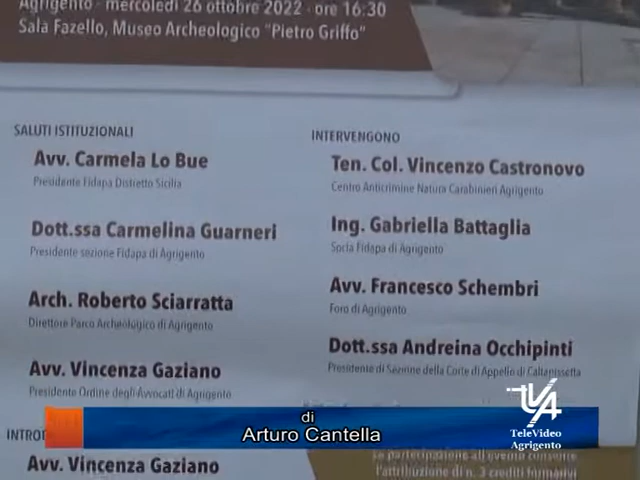 Agrigento - mercoledì 26 ottobre 2022 - ore 16:30
Sala Fazello, Museo Archeologico "Pietro Griffo"
SALUTI ISTITUZIONALI
Avv. Carmela Lo Bue
Presidente Fidapa Distretto Sicilia
Dott.ssa Carmelina Guarneri
Presidente sezione Fidapa di Agrigento
Arch. Roberto Sciarratta
Direttore Parco Archeologico di Agrigento
Avv. Vincenza Gaziano
Presidente Ordine degli Avvocati di Agrigento
INTRO
Avv. Vincenza Gaziano
INTERVENGONO
Ten. Col. Vincenzo Castronovo
Centro Anticrimine Natura Carabinieri Agrigento
Ing. Gabriella Battaglia
Socia Fidapa di Agrigento
Avv. Francesco Schembri
Foro di Agrigento
Dott.ssa Andreina Occhipinti
Presidente di Sezione della Corte di Appello di Caltanissetta
La partecipazione all'evento consente
l'attribuzione di n. 3 crediti formativi
di
Arturo Cantella
TVA
TeleVideo
Agrigento